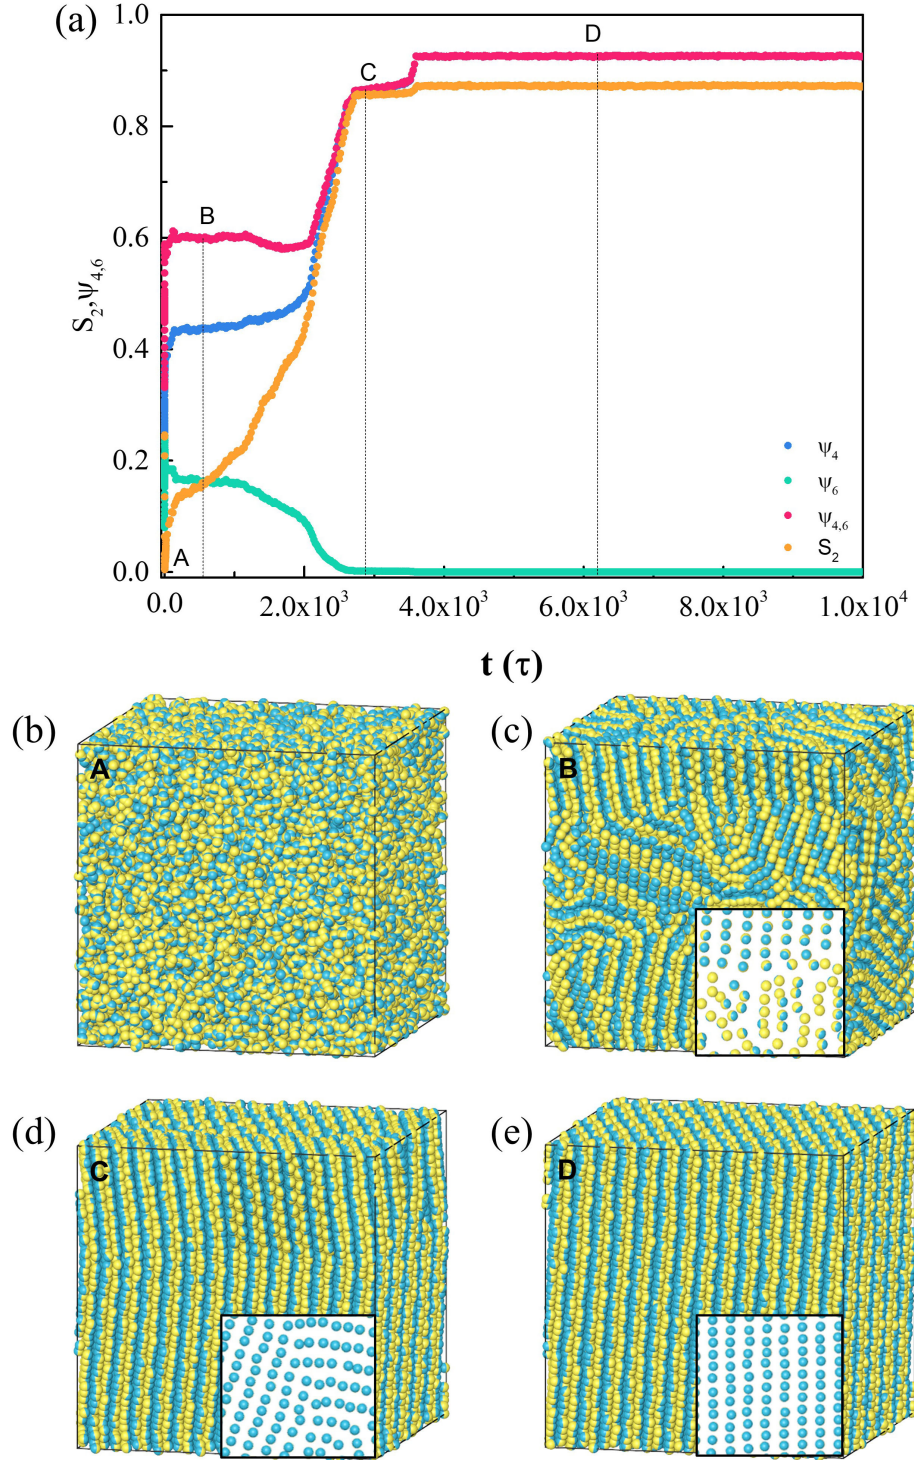 (a)
1.0
0.8
0.6
0.4
0.2
0.0
S₂,ψ₄,₆
A
B
C
D
ψ₄
ψ₆
ψ₄,₆
S₂
0.0 2.0x10³ 4.0x10³ 6.0x10³ 8.0x10³ 1.0x10⁴
t (τ)
(b)
A
(c)
B
(d)
C
(e)
D